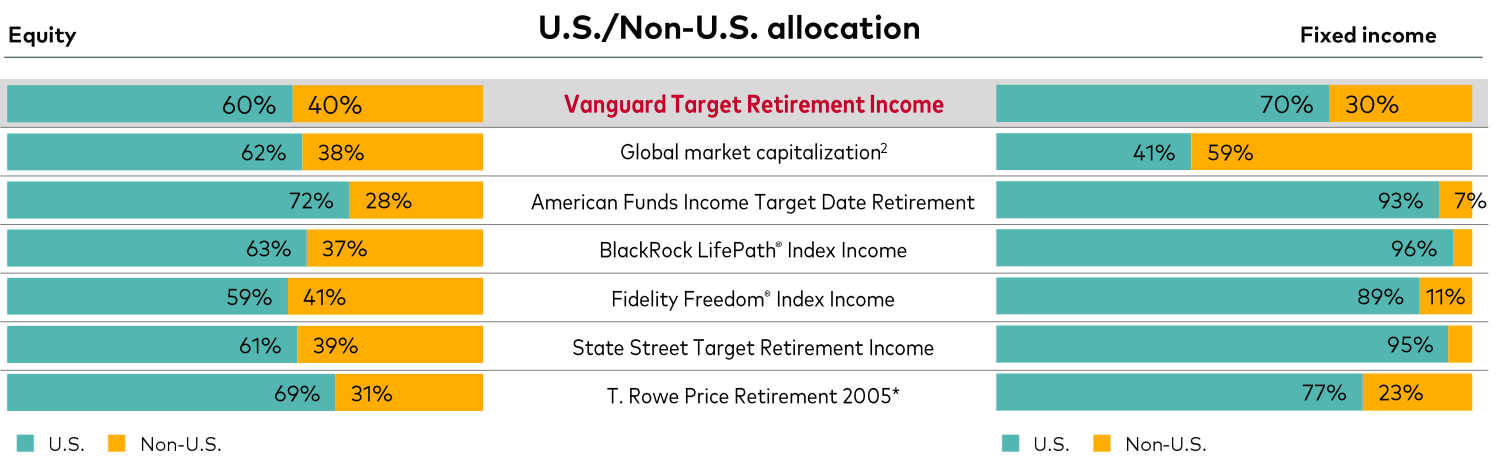 Equity U.S./Non-U.S. allocation Fixed income
60% 40% Vanguard Target Retirement Income 70% 30%
62% 38% Global market capitalization2 41% 59%
72% 28% American Funds Income Target Date Retirement 93% 7%
63% 37% BlackRock LifePath® Index Income 96%
59% 41% Fidelity Freedom® Index Income 89% 11%
61% 39% State Street Target Retirement Income 95%
69% 31% T. Rowe Price Retirement 2005* 77% 23%
U.S. Non-U.S. U.S. Non-U.S.